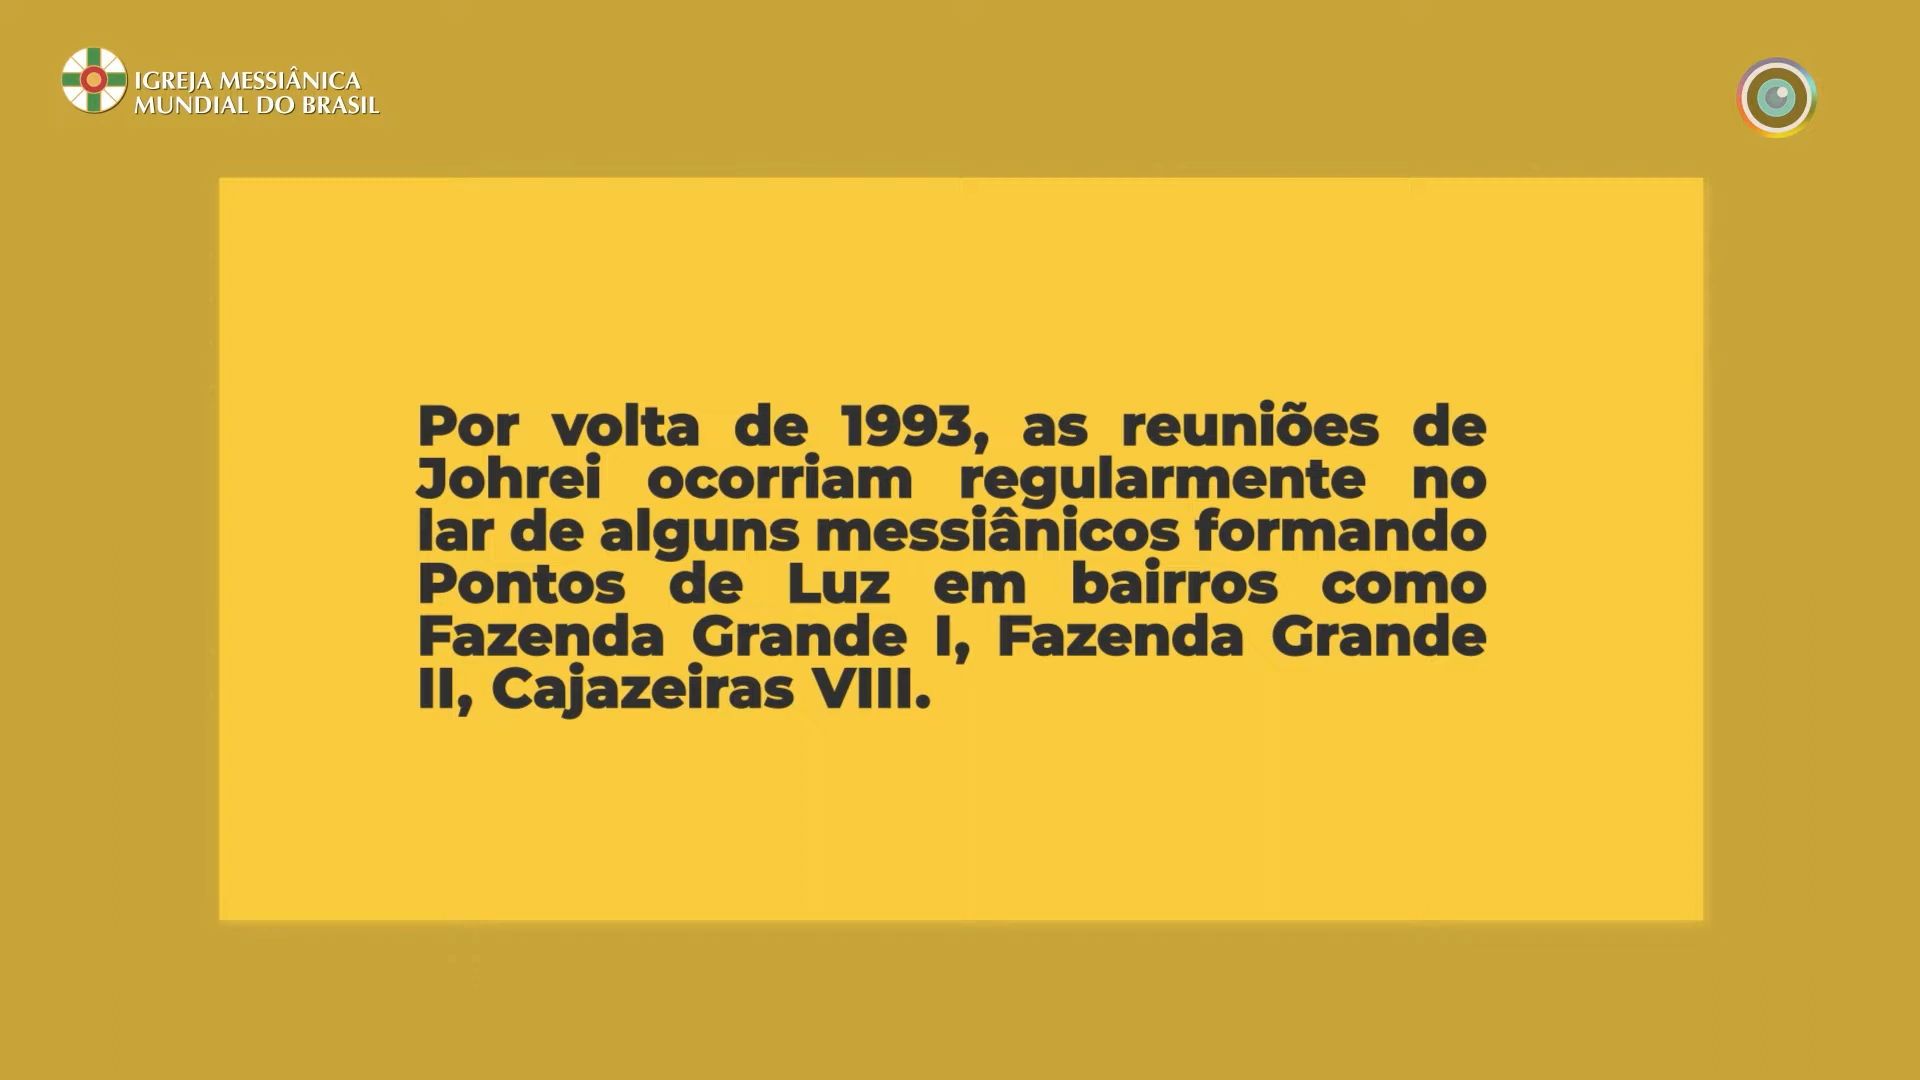 IGREJA MESSIÂNICA
MUNDIAL DO BRASIL
Por volta de 1993, as reuniões de
Johrei ocorriam regularmente no
lar de alguns messiânicos formando
Pontos de Luz em bairros como
Fazenda Grande I, Fazenda Grande
II, Cajazeiras VIII.